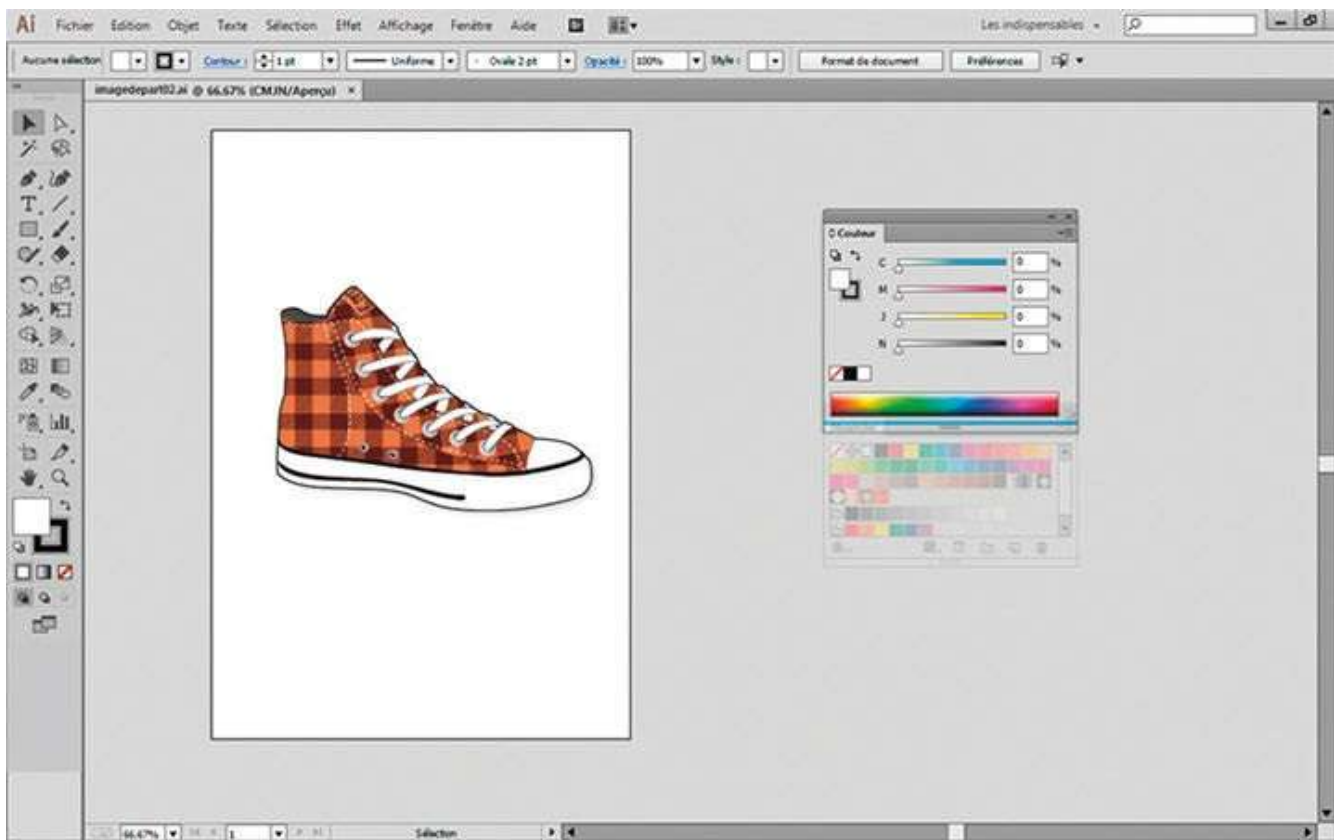 Ai Fichier Edition Objet Texte Sélection Effet Affichage Fenêtre Aide Br Les indispensables
Aucune sélection Contour : 1 pt Uniforme Ovale 2 pt Opacité : 100% Style : Format de document Préférences
imagedepart02.ai @ 66.67% (CMJN/Aperçu) ×
Couleur
C 0 %
M 0 %
J 0 %
N 0 %
66.67% 1 Sélection